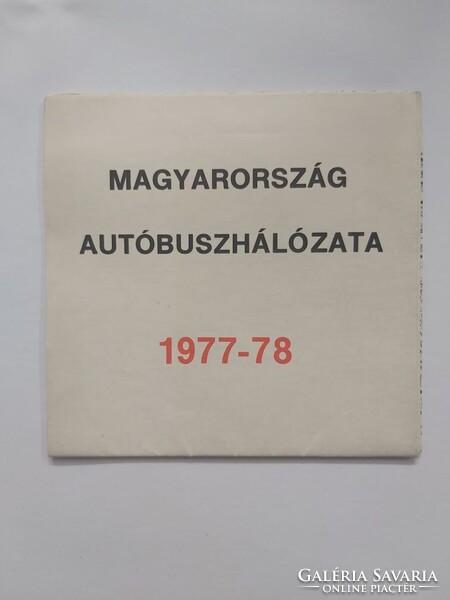 MAGYARORSZÁG
AUTÓBUSZHÁLÓZATA
1977-78
GALÉRIA SAVARIA
ONLINE PIACTÉR